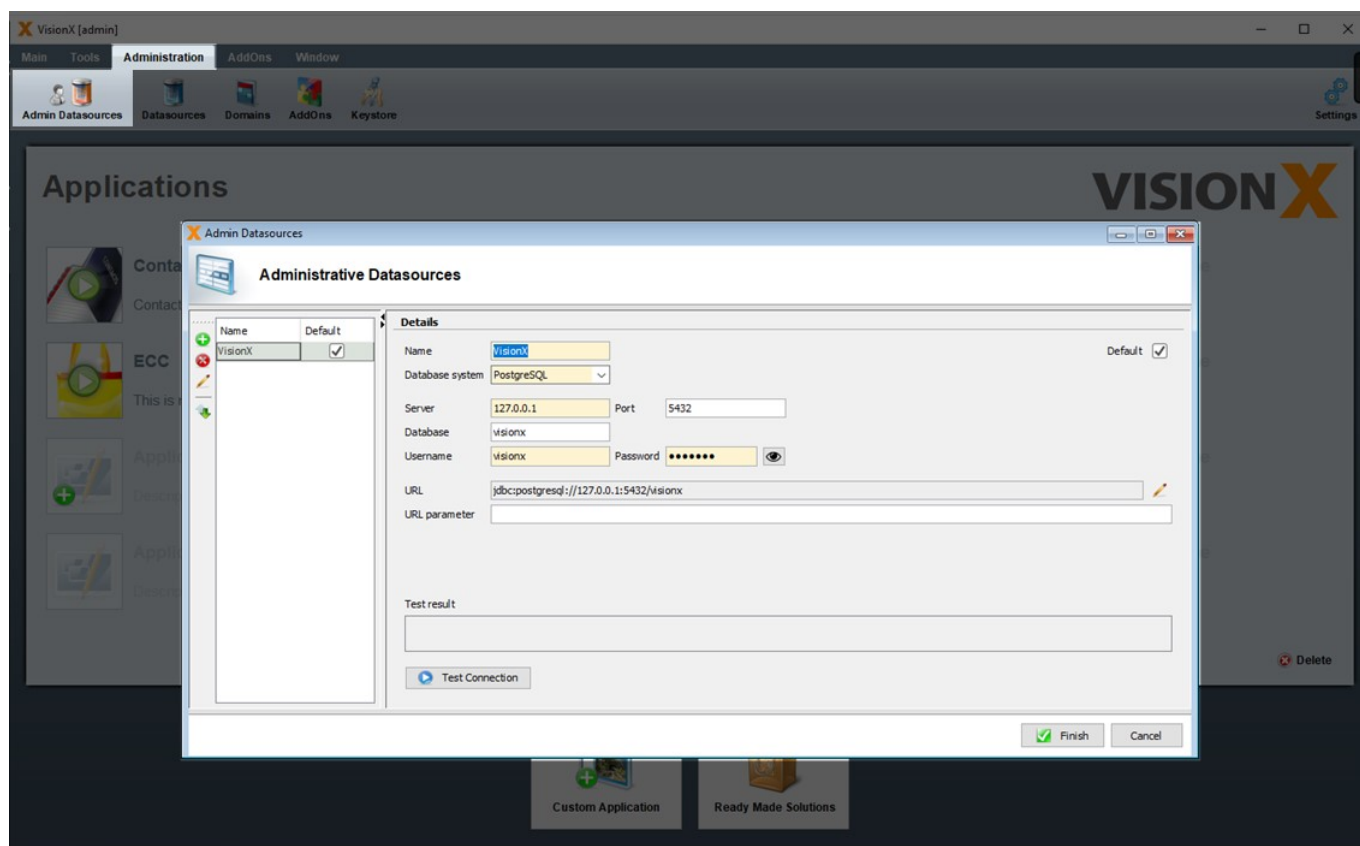 VisionX [admin]
Main Tools Administration AddOns Window
Admin Datasources Datasources Domains AddOns Keystore Settings
Applications
VISIONX
Conta
Contact
ECC
This is
Admin Datasources
Administrative Datasources
Name Default
VisionX
Details
Name VisionX Default
Database system PostgreSQL
Server 127.0.0.1 Port 5432
Database visionx
Username visionx Password •••••••
URL jdbc:postgresql://127.0.0.1:5432/visionx
URL parameter
Test result
Test Connection
Finish Cancel
Delete
Custom Application Ready Made Solutions